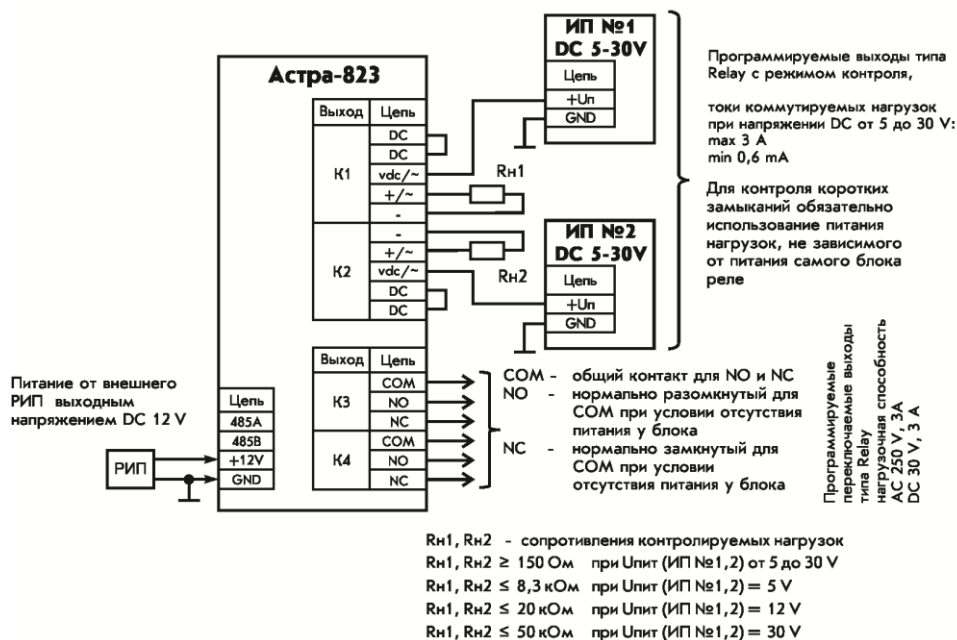 Астра-823
Выход Цепь
K1
DC
DC
vdc/~
+/~
-
K2
-
+/~
vdc/~
DC
DC
Выход Цепь
K3
COM
NO
NC
K4
COM
NO
NC
Цепь
485A
485B
+12V
GND
Питание от внешнего
РИП выходным
напряжением DC 12 V
РИП
Rн1
Rн2
ИП №1
DC 5-30V
Цепь
+Uп
GND
ИП №2
DC 5-30V
Цепь
+Uп
GND
Программируемые выходы типа
Relay с режимом контроля,
токи коммутируемых нагрузок
при напряжении DC от 5 до 30 V:
max 3 A
min 0,6 mA
Для контроля коротких
замыканий обязательно
использование питания
нагрузок, не зависимого
от питания самого блока
реле
COM - общий контакт для NO и NC
NO - нормально разомкнутый для
COM при условии отсутствия
питания у блока
NC - нормально замкнутый для
COM при условии
отсутствия питания у блока
Программируемые
переключаемые выходы
типа Relay
нагрузочная способность
AC 250 V, 3A
DC 30 V, 3 A
Rн1, Rн2 - сопротивления контролируемых нагрузок
Rн1, Rн2 ≥ 150 Ом при Uпит (ИП №1,2) от 5 до 30 V
Rн1, Rн2 ≤ 8,3 кОм при Uпит (ИП №1,2) = 5 V
Rн1, Rн2 ≤ 20 кОм при Uпит (ИП №1,2) = 12 V
Rн1, Rн2 ≤ 50 кОм при Uпит (ИП №1,2) = 30 V